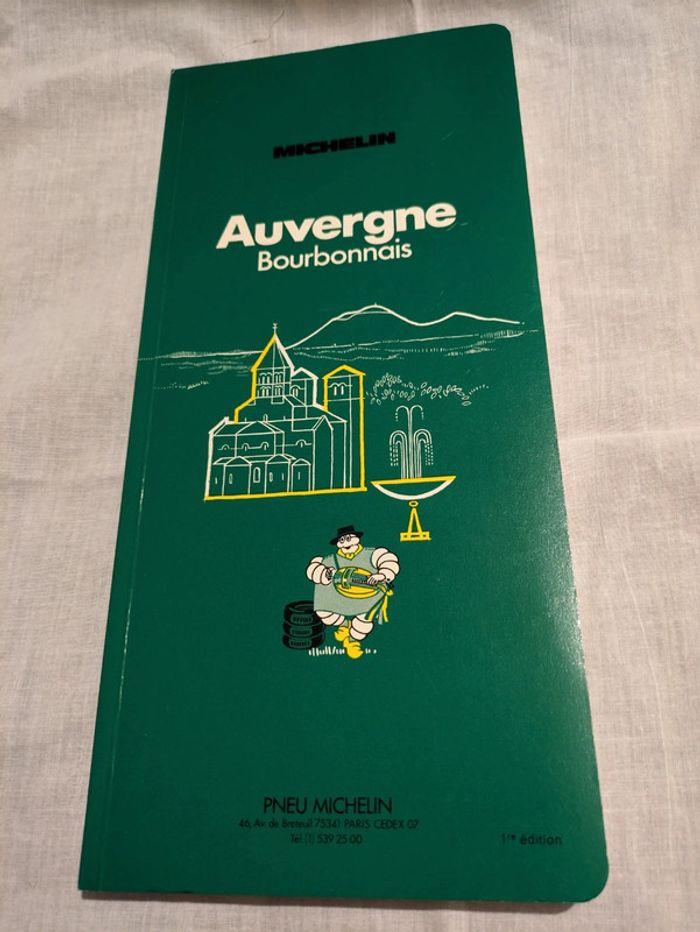 MICHELIN
Auvergne
Bourbonnais
PNEU MICHELIN
46, Av. de Breteuil 75341 PARIS CEDEX 07
Tél. (1) 539 25 00
1re édition